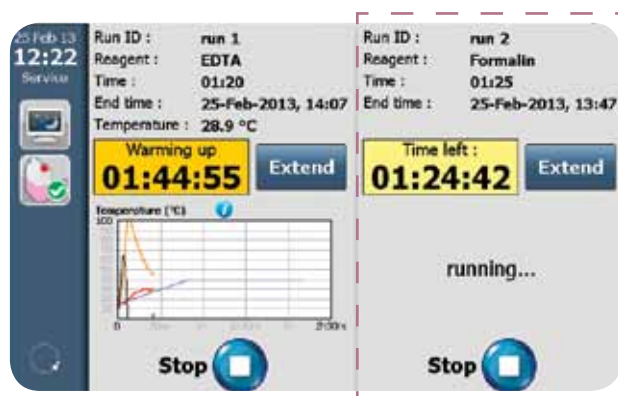 25 Feb 13
12:22
Service
Run ID : run 1
Reagent : EDTA
Time : 01:20
End time : 25-Feb-2013, 14:07
Temperature : 28.9 °C
Warming up
01:44:55
Extend
Temperature (°C)
100
0
2:00h
Stop
Run ID : run 2
Reagent : Formalin
Time : 01:25
End time : 25-Feb-2013, 13:47
Time left :
01:24:42
Extend
running...
Stop